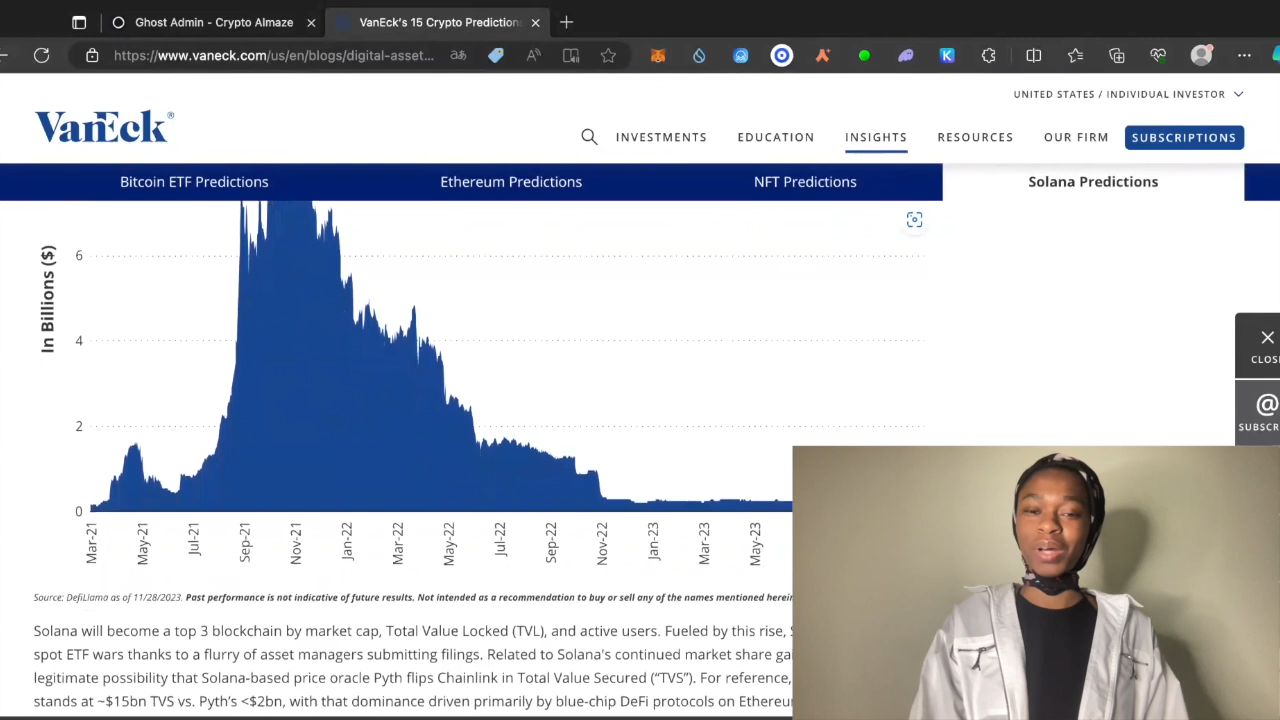 Ghost Admin - Crypto Almaze
VanEck's 15 Crypto Prediction
https://www.vaneck.com/us/en/blogs/digital-asset...
UNITED STATES / INDIVIDUAL INVESTOR
VanEck®
INVESTMENTS EDUCATION INSIGHTS RESOURCES OUR FIRM SUBSCRIPTIONS
Bitcoin ETF Predictions Ethereum Predictions NFT Predictions Solana Predictions
In Billions ($)
6
4
2
0
Mar-21 May-21 Jul-21 Sep-21 Nov-21 Jan-22 Mar-22 May-22 Jul-22 Sep-22 Nov-22 Jan-23 Mar-23 May-23
CLOS
@
SUBSCR
Source: DefiLlama as of 11/28/2023. Past performance is not indicative of future results. Not intended as a recommendation to buy or sell any of the names mentioned herein
Solana will become a top 3 blockchain by market cap, Total Value Locked (TVL), and active users. Fueled by this rise, S
spot ETF wars thanks to a flurry of asset managers submitting filings. Related to Solana's continued market share ga
legitimate possibility that Solana-based price oracle Pyth flips Chainlink in Total Value Secured (“TVS”). For reference,
stands at ~$15bn TVS vs. Pyth's <$2bn, with that dominance driven primarily by blue-chip DeFi protocols on Ethereu